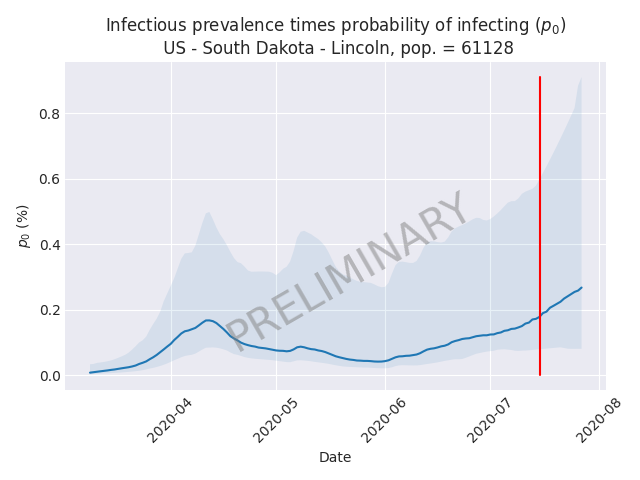 Infectious prevalence times probability of infecting (p₀)
US - South Dakota - Lincoln, pop. = 61128
0.8
0.6
0.4
0.2
0.0
p₀ (%)
PRELIMINARY
2020-04
2020-05
2020-06
2020-07
2020-08
Date